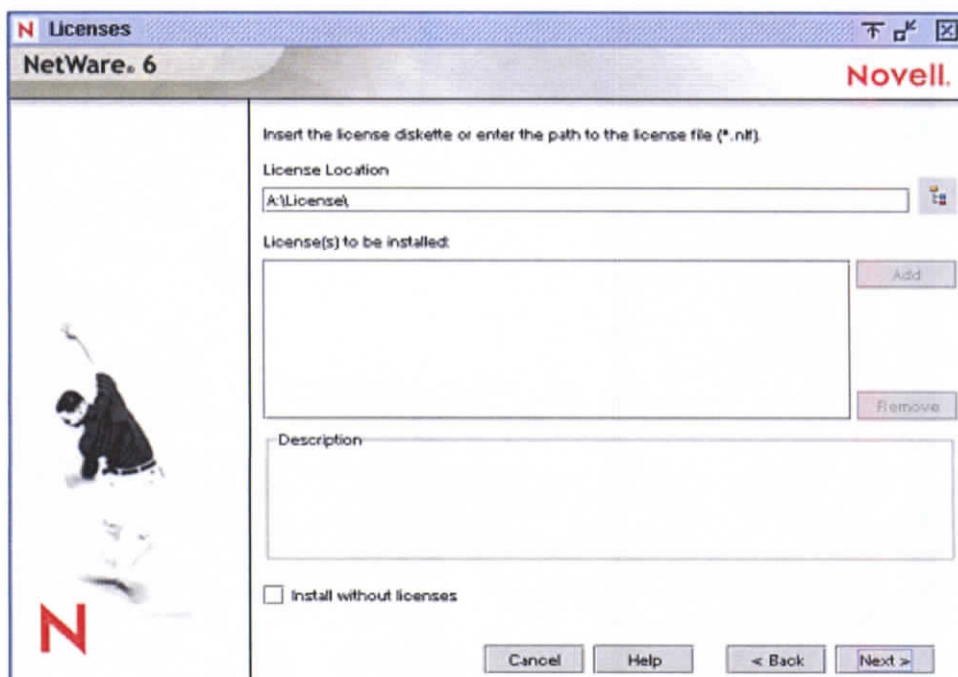 N Licenses
NetWare® 6
Novell.
Insert the license diskette or enter the path to the license file (*.nlf).
License Location
A:\License\
License(s) to be installed:
Add
Remove
Description
Install without licenses
N
Cancel Help < Back Next >